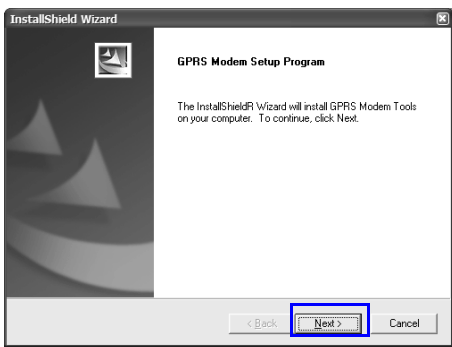 InstallShield Wizard
GPRS Modem Setup Program
The InstallShieldR Wizard will install GPRS Modem Tools
on your computer.  To continue, click Next.
< Back
Next >
Cancel